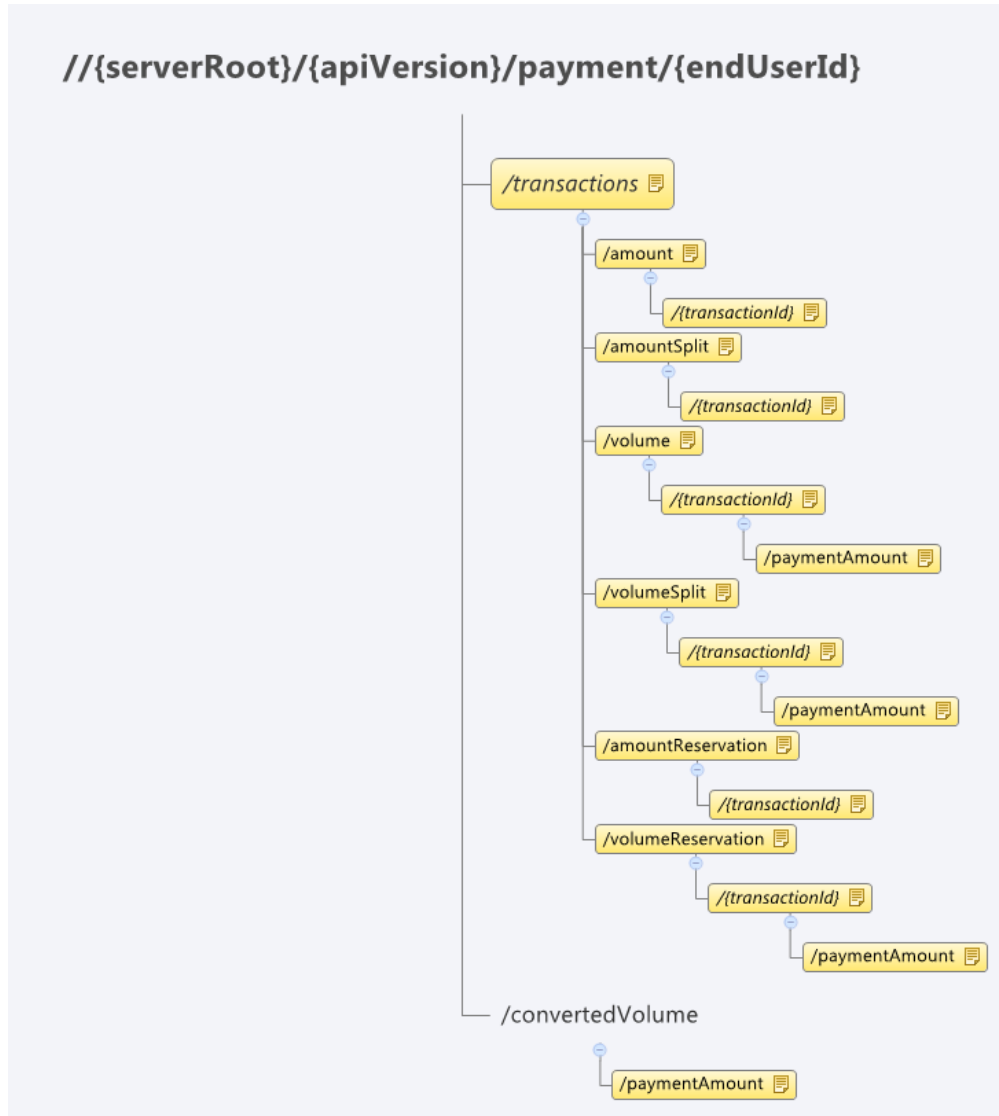 //{serverRoot}/{apiVersion}/payment/{endUserId}
/transactions
/amount
/{transactionId}
/amountSplit
/{transactionId}
/volume
/{transactionId}
/paymentAmount
/volumeSplit
/{transactionId}
/paymentAmount
/amountReservation
/{transactionId}
/volumeReservation
/{transactionId}
/paymentAmount
/convertedVolume
/paymentAmount